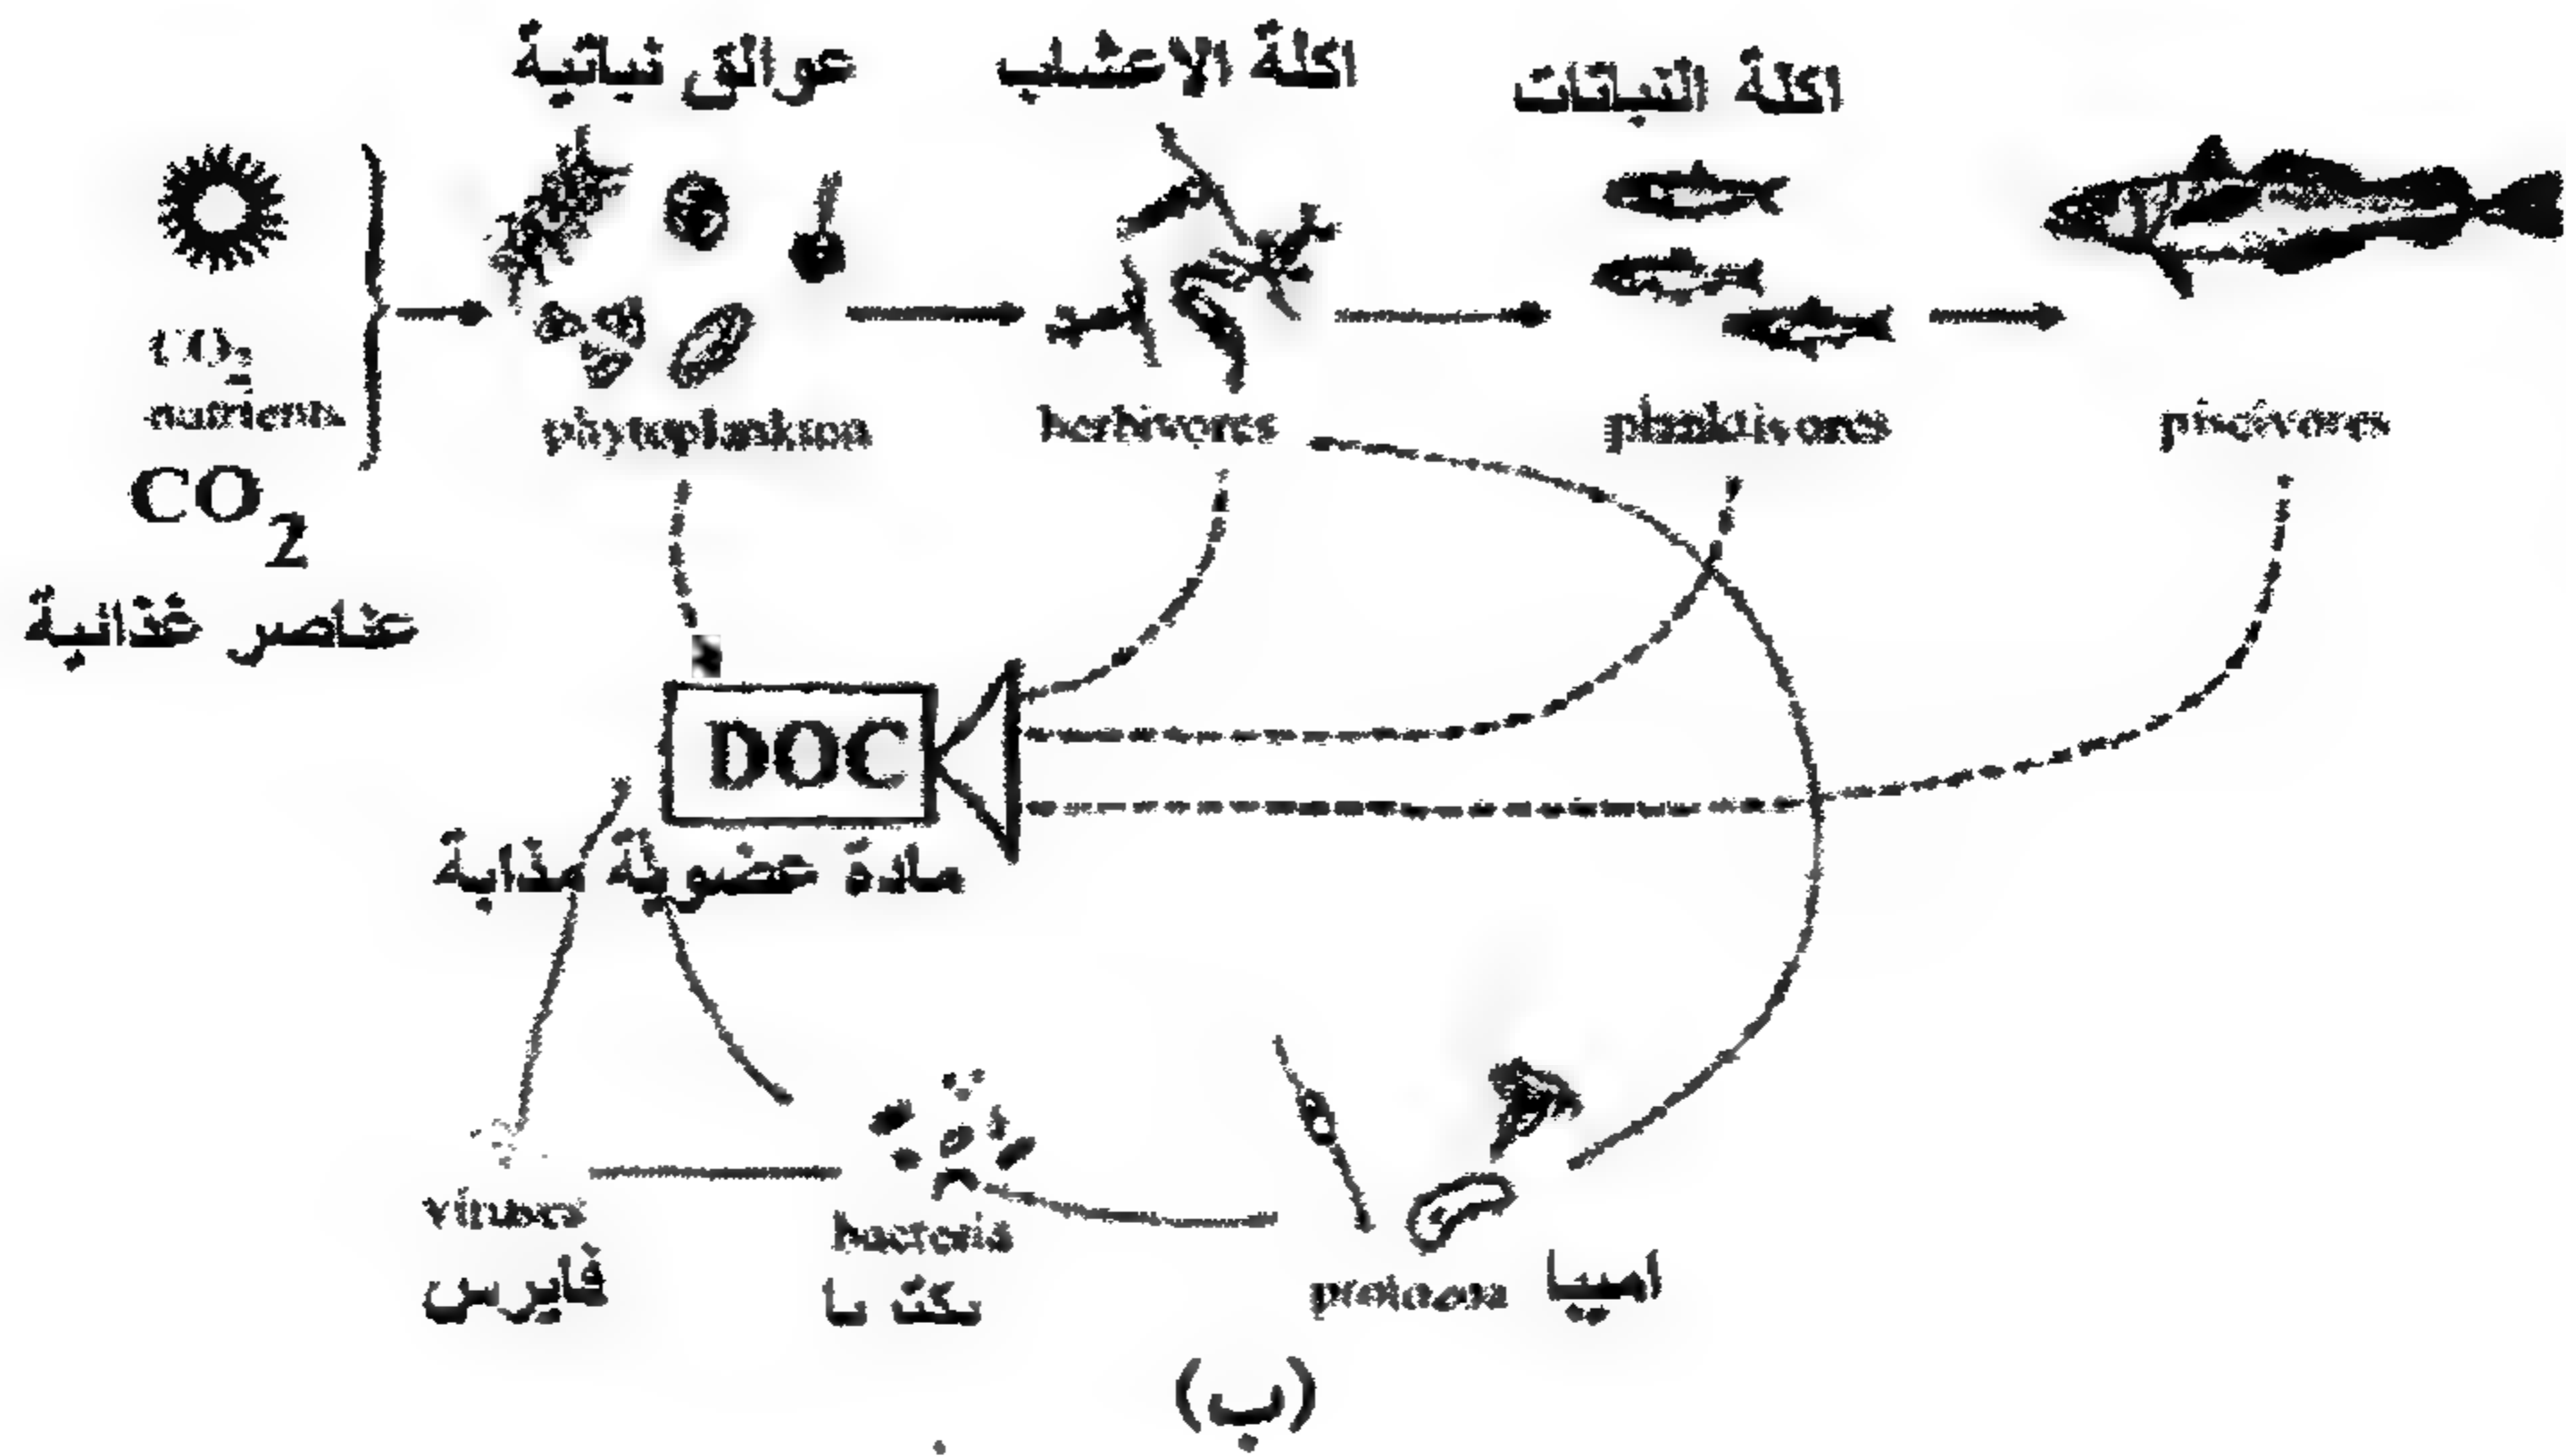 عوالق نباتية
اكلة الاعشاب
اكلة النباتات
CO2
nutrients
phytoplankton
herbivores
planktivores
piscivores
CO2
عناصر غذائية
DOC
مادة عضوية مذابة
viruses
bacteria
فايرس
protozoa
امبيا
(ب)